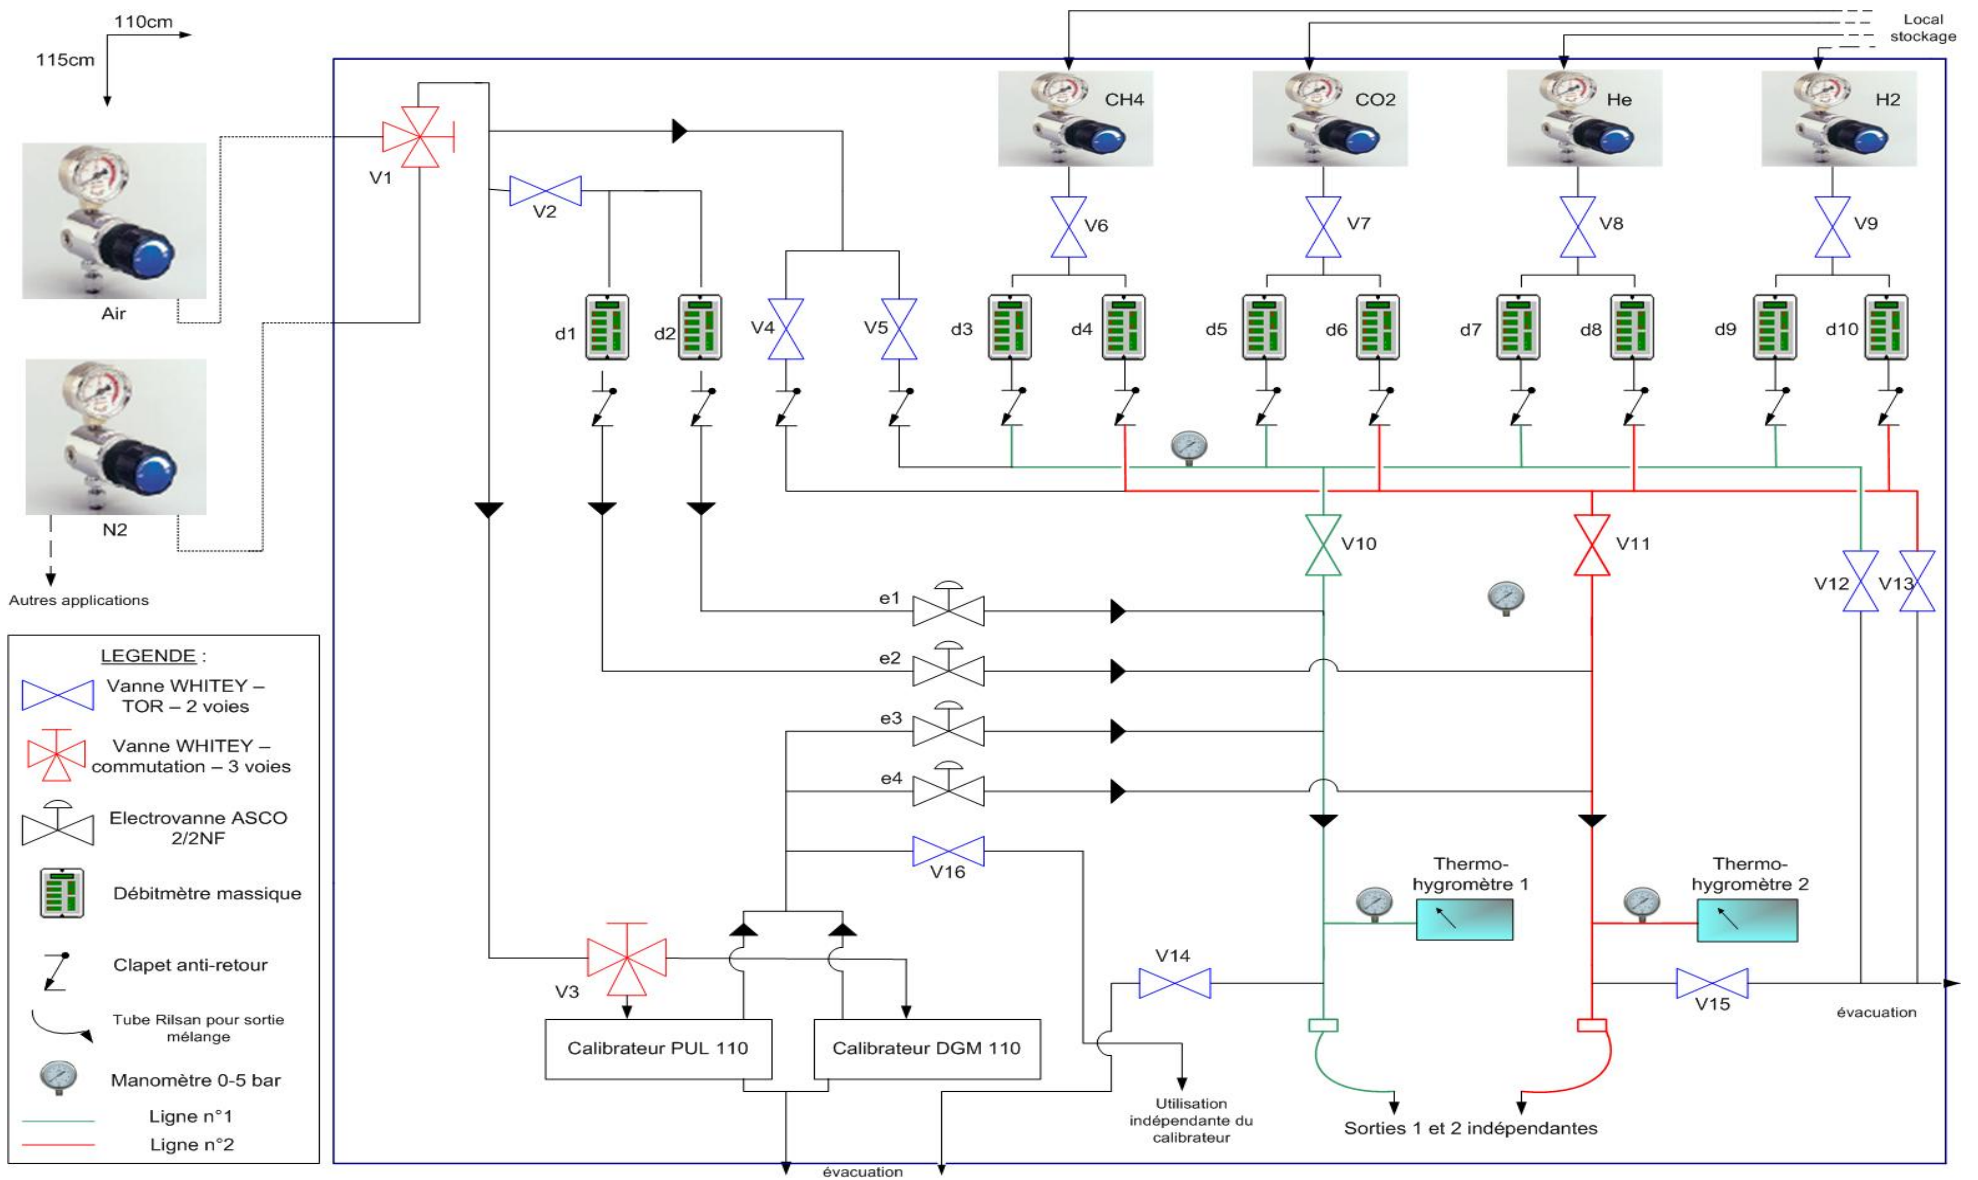 110cm
115cm
Local
stockage
CH4
CO2
He
H2
V1
Air
V2
V6
V7
V8
V9
d1
d2
V4
V5
d3
d4
d5
d6
d7
d8
d9
d10
N2
Autres applications
V10
V11
V12
V13
e1
e2
e3
e4
V16
LEGENDE :
Vanne WHITEY –
TOR – 2 voies
Vanne WHITEY –
commutation – 3 voies
Electrovanne ASCO
2/2NF
Débitmètre massique
Clapet anti-retour
Tube Rilsan pour sortie
mélange
Manomètre 0-5 bar
Ligne n°1
Ligne n°2
Thermo-
hygromètre 1
Thermo-
hygromètre 2
V14
V3
V15
évacuation
Calibrateur PUL 110
Calibrateur DGM 110
Utilisation
indépendante du
calibrateur
Sorties 1 et 2 indépendantes
évacuation